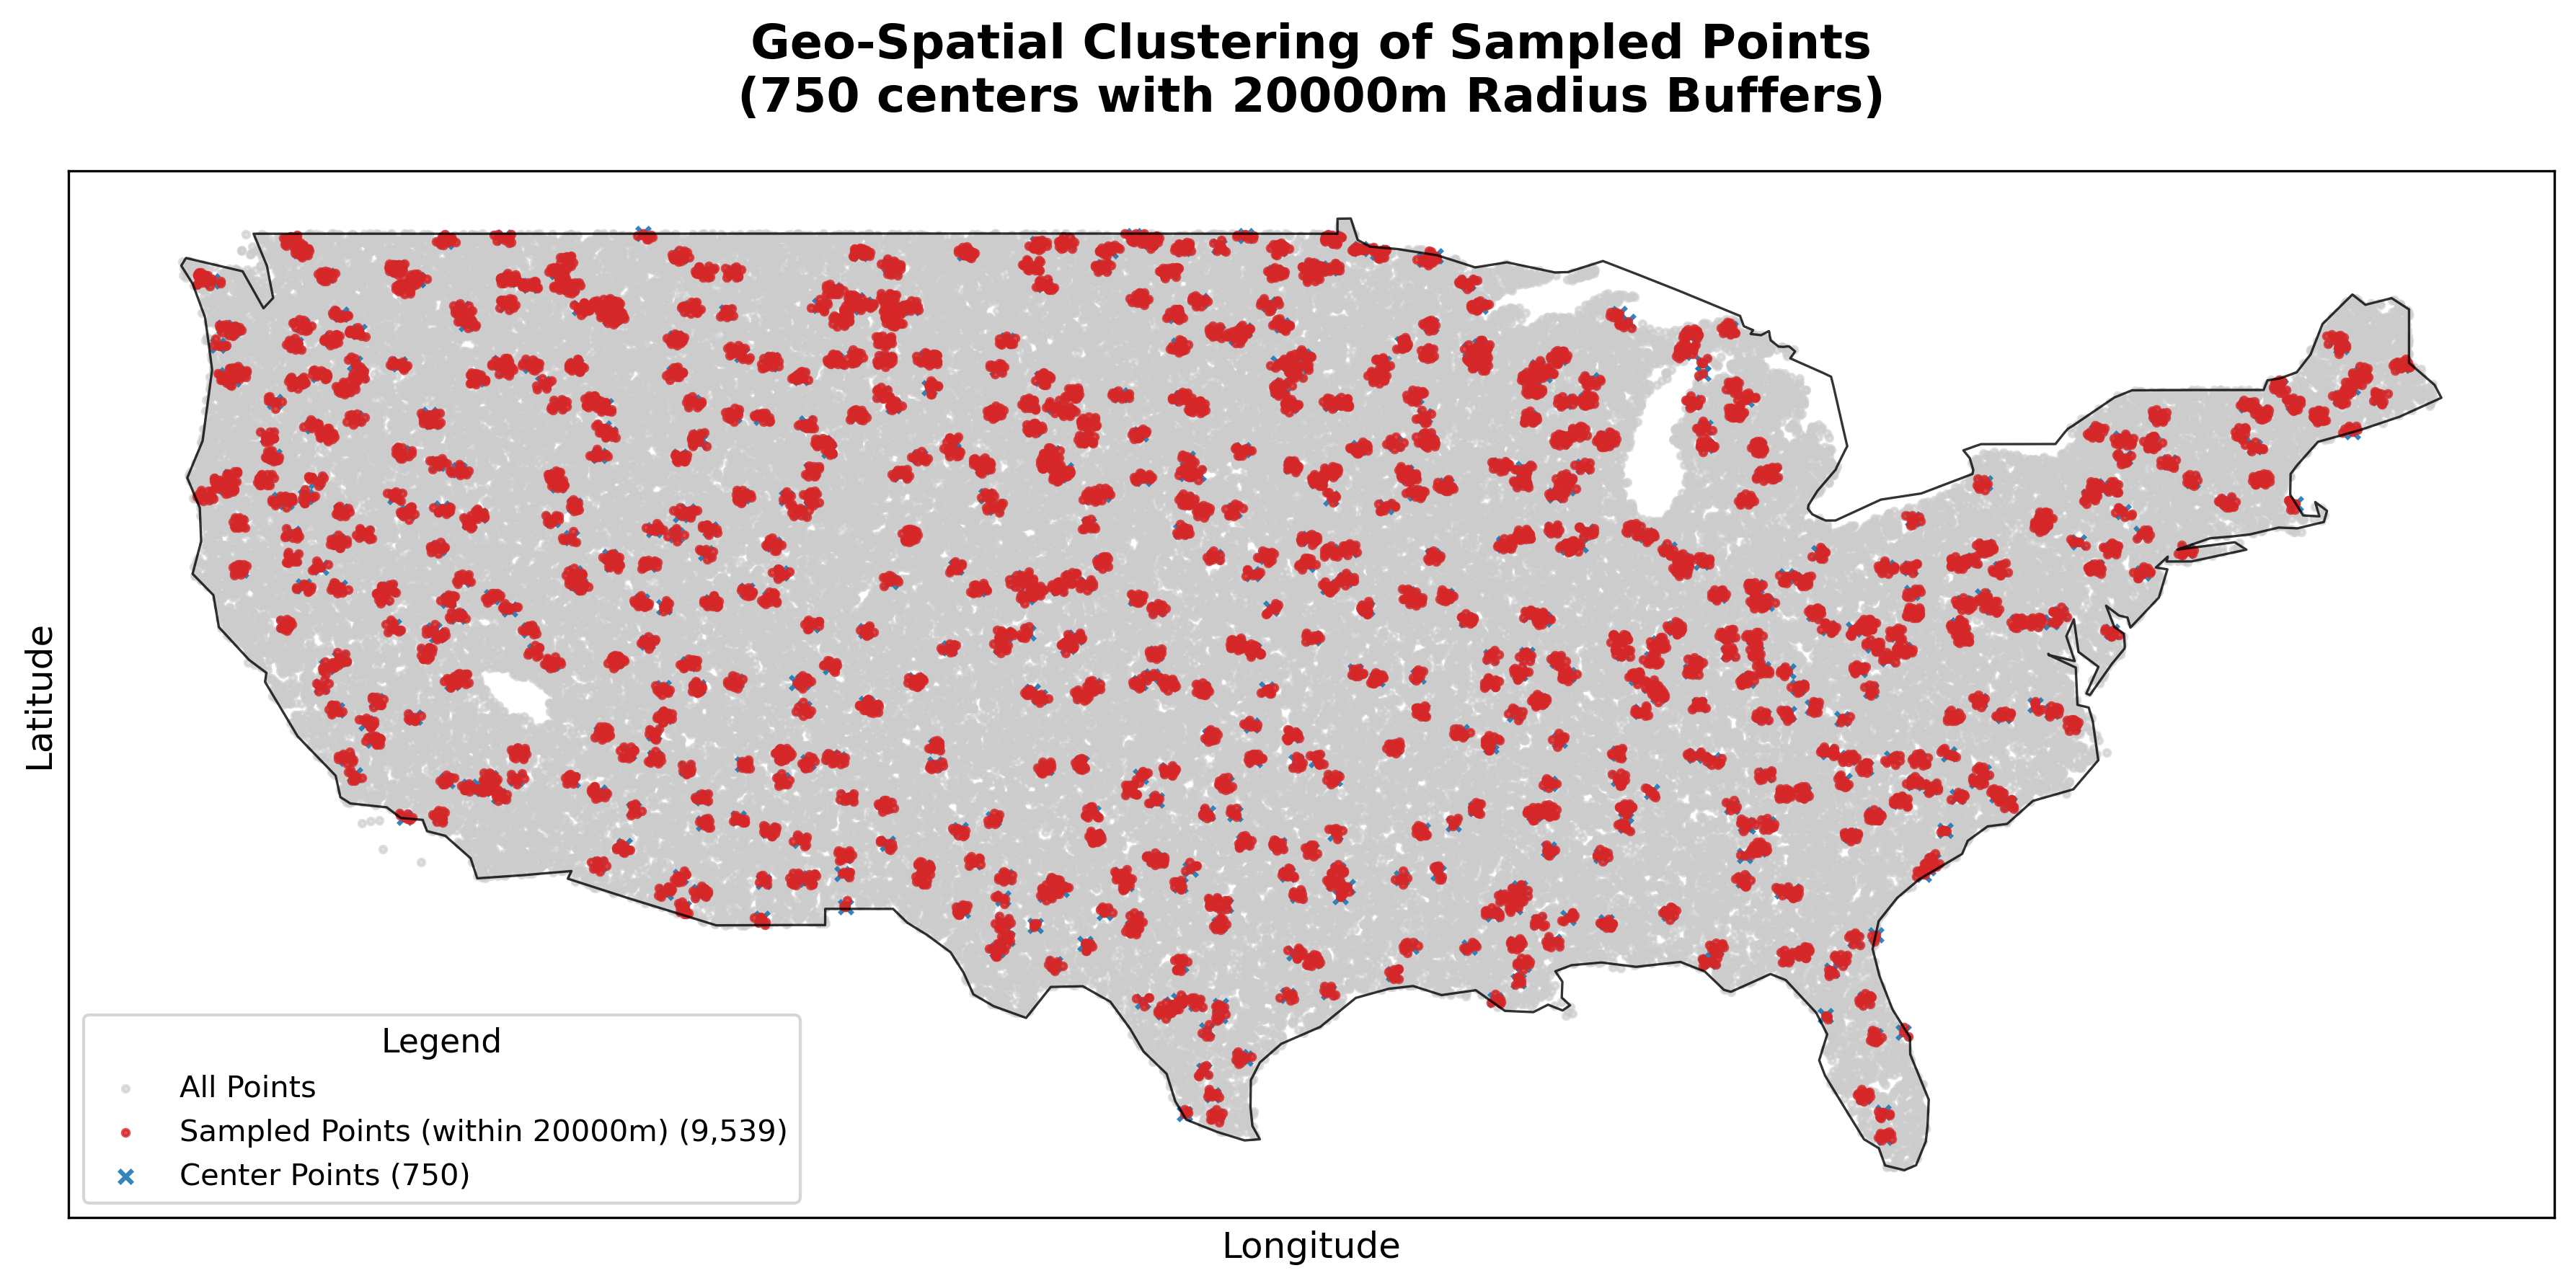 Geo-Spatial Clustering of Sampled Points
(750 centers with 20000m Radius Buffers)
Latitude
Legend
All Points
Sampled Points (within 20000m) (9,539)
Center Points (750)
Longitude